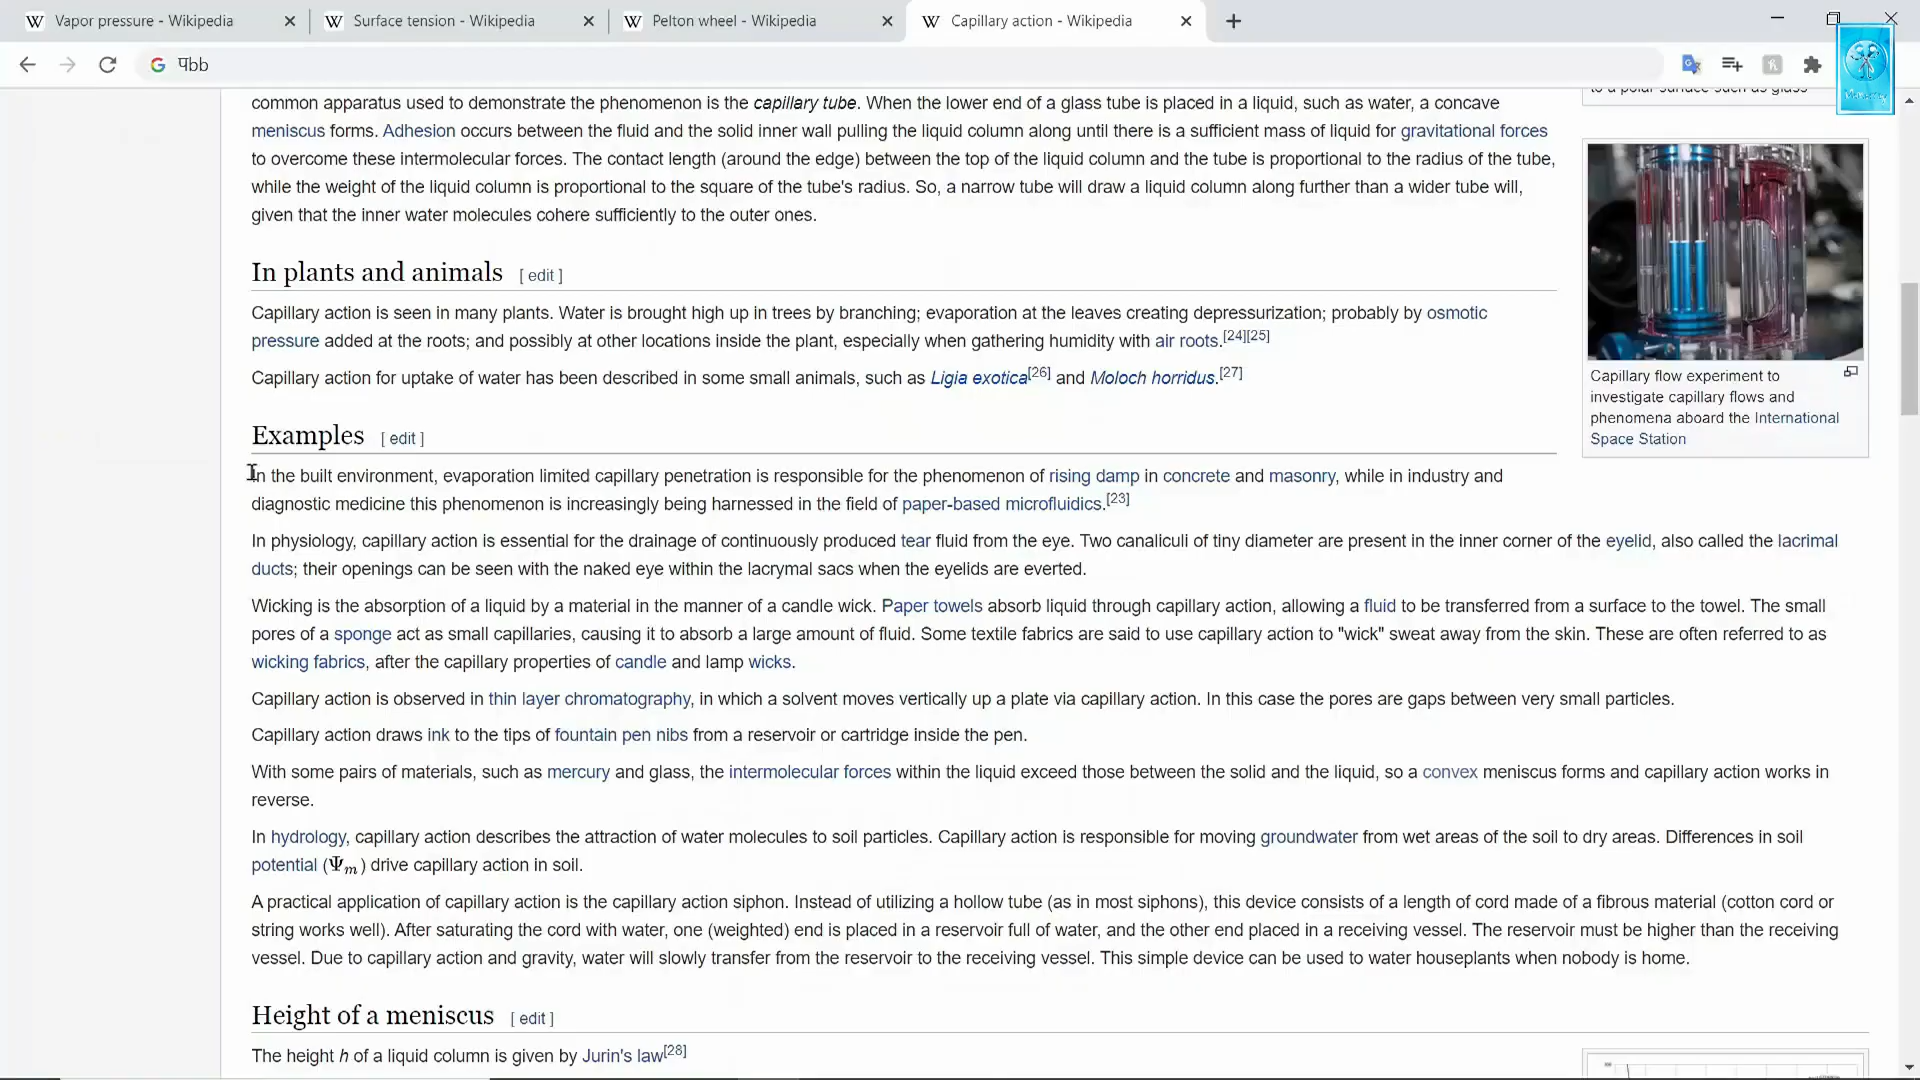 Vapor pressure - Wikipedia
Surface tension - Wikipedia
Pelton wheel - Wikipedia
Capillary action - Wikipedia
पbb
common apparatus used to demonstrate the phenomenon is the capillary tube. When the lower end of a glass tube is placed in a liquid, such as water, a concave
meniscus forms. Adhesion occurs between the fluid and the solid inner wall pulling the liquid column along until there is a sufficient mass of liquid for gravitational forces
to overcome these intermolecular forces. The contact length (around the edge) between the top of the liquid column and the tube is proportional to the radius of the tube,
while the weight of the liquid column is proportional to the square of the tube's radius. So, a narrow tube will draw a liquid column along further than a wider tube will,
given that the inner water molecules cohere sufficiently to the outer ones.
to a polar surface such as glass
Capillary flow experiment to
investigate capillary flows and
phenomena aboard the International
Space Station
In plants and animals [ edit ]
Capillary action is seen in many plants. Water is brought high up in trees by branching; evaporation at the leaves creating depressurization; probably by osmotic
pressure added at the roots; and possibly at other locations inside the plant, especially when gathering humidity with air roots.[24][25]
Capillary action for uptake of water has been described in some small animals, such as Ligia exotica[26] and Moloch horridus.[27]
Examples [ edit ]
In the built environment, evaporation limited capillary penetration is responsible for the phenomenon of rising damp in concrete and masonry, while in industry and
diagnostic medicine this phenomenon is increasingly being harnessed in the field of paper-based microfluidics.[23]
In physiology, capillary action is essential for the drainage of continuously produced tear fluid from the eye. Two canaliculi of tiny diameter are present in the inner corner of the eyelid, also called the lacrimal
ducts; their openings can be seen with the naked eye within the lacrymal sacs when the eyelids are everted.
Wicking is the absorption of a liquid by a material in the manner of a candle wick. Paper towels absorb liquid through capillary action, allowing a fluid to be transferred from a surface to the towel. The small
pores of a sponge act as small capillaries, causing it to absorb a large amount of fluid. Some textile fabrics are said to use capillary action to "wick" sweat away from the skin. These are often referred to as
wicking fabrics, after the capillary properties of candle and lamp wicks.
Capillary action is observed in thin layer chromatography, in which a solvent moves vertically up a plate via capillary action. In this case the pores are gaps between very small particles.
Capillary action draws ink to the tips of fountain pen nibs from a reservoir or cartridge inside the pen.
With some pairs of materials, such as mercury and glass, the intermolecular forces within the liquid exceed those between the solid and the liquid, so a convex meniscus forms and capillary action works in
reverse.
In hydrology, capillary action describes the attraction of water molecules to soil particles. Capillary action is responsible for moving groundwater from wet areas of the soil to dry areas. Differences in soil
potential (Ψm) drive capillary action in soil.
A practical application of capillary action is the capillary action siphon. Instead of utilizing a hollow tube (as in most siphons), this device consists of a length of cord made of a fibrous material (cotton cord or
string works well). After saturating the cord with water, one (weighted) end is placed in a reservoir full of water, and the other end placed in a receiving vessel. The reservoir must be higher than the receiving
vessel. Due to capillary action and gravity, water will slowly transfer from the reservoir to the receiving vessel. This simple device can be used to water houseplants when nobody is home.
Height of a meniscus [ edit ]
The height h of a liquid column is given by Jurin's law[28]